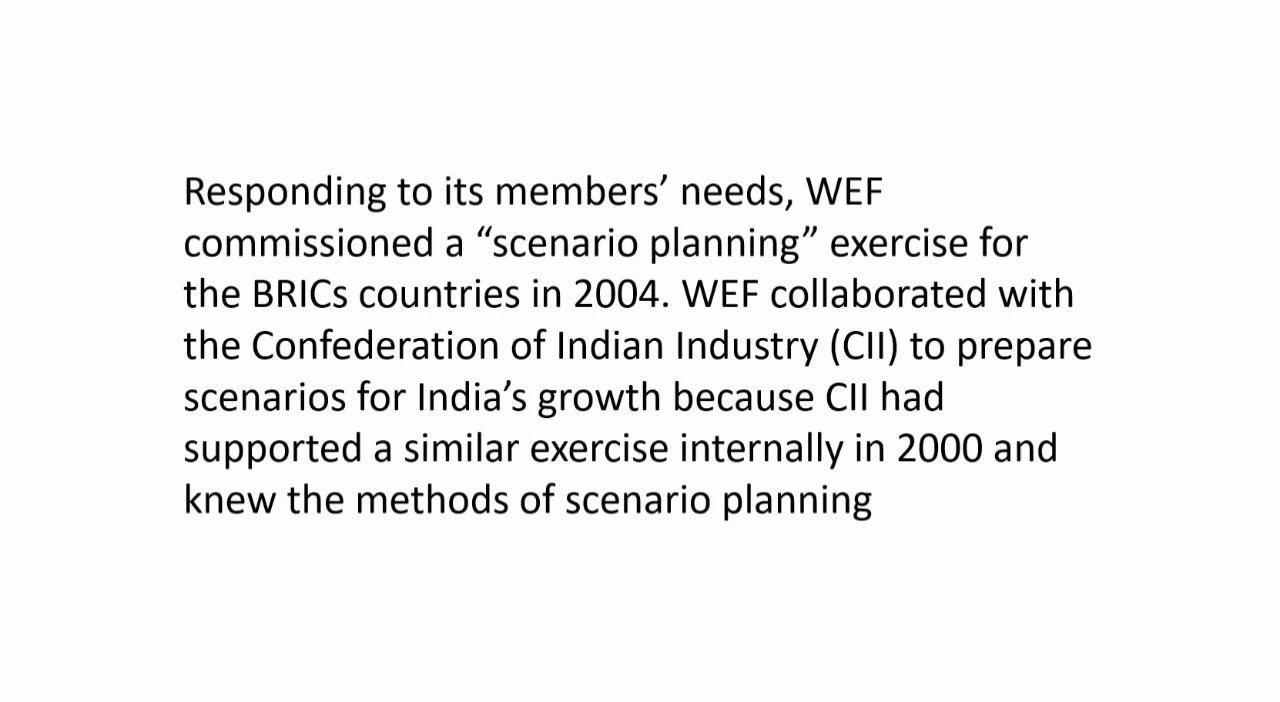 Responding to its members’ needs, WEF
commissioned a “scenario planning” exercise for
the BRICs countries in 2004. WEF collaborated with
the Confederation of Indian Industry (CII) to prepare
scenarios for India’s growth because CII had
supported a similar exercise internally in 2000 and
knew the methods of scenario planning